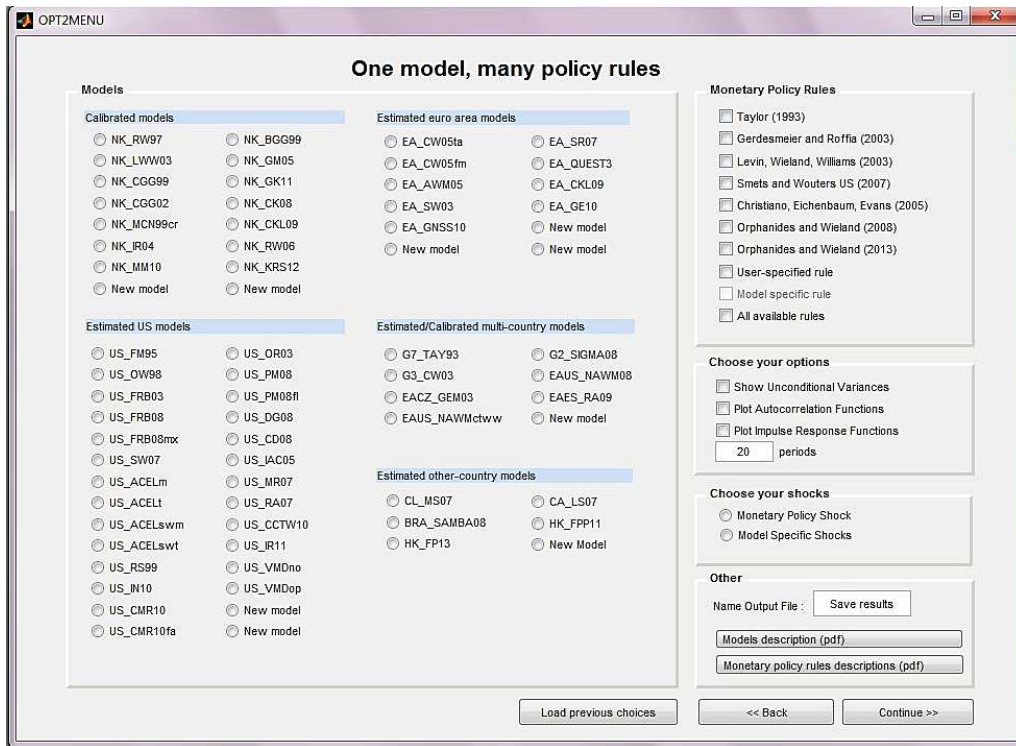 OPT2MENU
One model, many policy rules
Models
Calibrated models
NK_RW97
NK_BGG99
NK_LWW03
NK_GM05
NK_CGG99
NK_GK11
NK_CGG02
NK_CK08
NK_MCN99cr
NK_CKL09
NK_IR04
NK_RW06
NK_MM10
NK_KRS12
New model
New model
Estimated euro area models
EA_CW05ta
EA_SR07
EA_CW05fm
EA_QUEST3
EA_AWM05
EA_CKL09
EA_SW03
EA_GE10
EA_GNSS10
New model
New model
New model
Estimated US models
US_FM95
US_OR03
US_OW98
US_PM08
US_FRB03
US_PM08fl
US_FRB08
US_DG08
US_FRB08mx
US_CD08
US_SW07
US_IAC05
US_ACELm
US_MR07
US_ACELt
US_RA07
US_ACELswm
US_CCTW10
US_ACELswt
US_IR11
US_RS99
US_VMDno
US_IN10
US_VMDop
US_CMR10
New model
US_CMR10fa
New model
Estimated/Calibrated multi-country models
G7_TAY93
G2_SIGMA08
G3_CW03
EAUS_NAWM08
EACZ_GEM03
EAES_RA09
EAUS_NAWMctww
New model
Estimated other-country models
CL_MS07
CA_LS07
BRA_SAMBA08
HK_FPP11
HK_FP13
New Model
Monetary Policy Rules
Taylor (1993)
Gerdesmeier and Roffia (2003)
Levin, Wieland, Williams (2003)
Smets and Wouters US (2007)
Christiano, Eichenbaum, Evans (2005)
Orphanides and Wieland (2008)
Orphanides and Wieland (2013)
User-specified rule
Model specific rule
All available rules
Choose your options
Show Unconditional Variances
Plot Autocorrelation Functions
Plot Impulse Response Functions
20 periods
Choose your shocks
Monetary Policy Shock
Model Specific Shocks
Other
Name Output File : Save results
Models description (pdf)
Monetary policy rules descriptions (pdf)
Load previous choices
<< Back
Continue >>